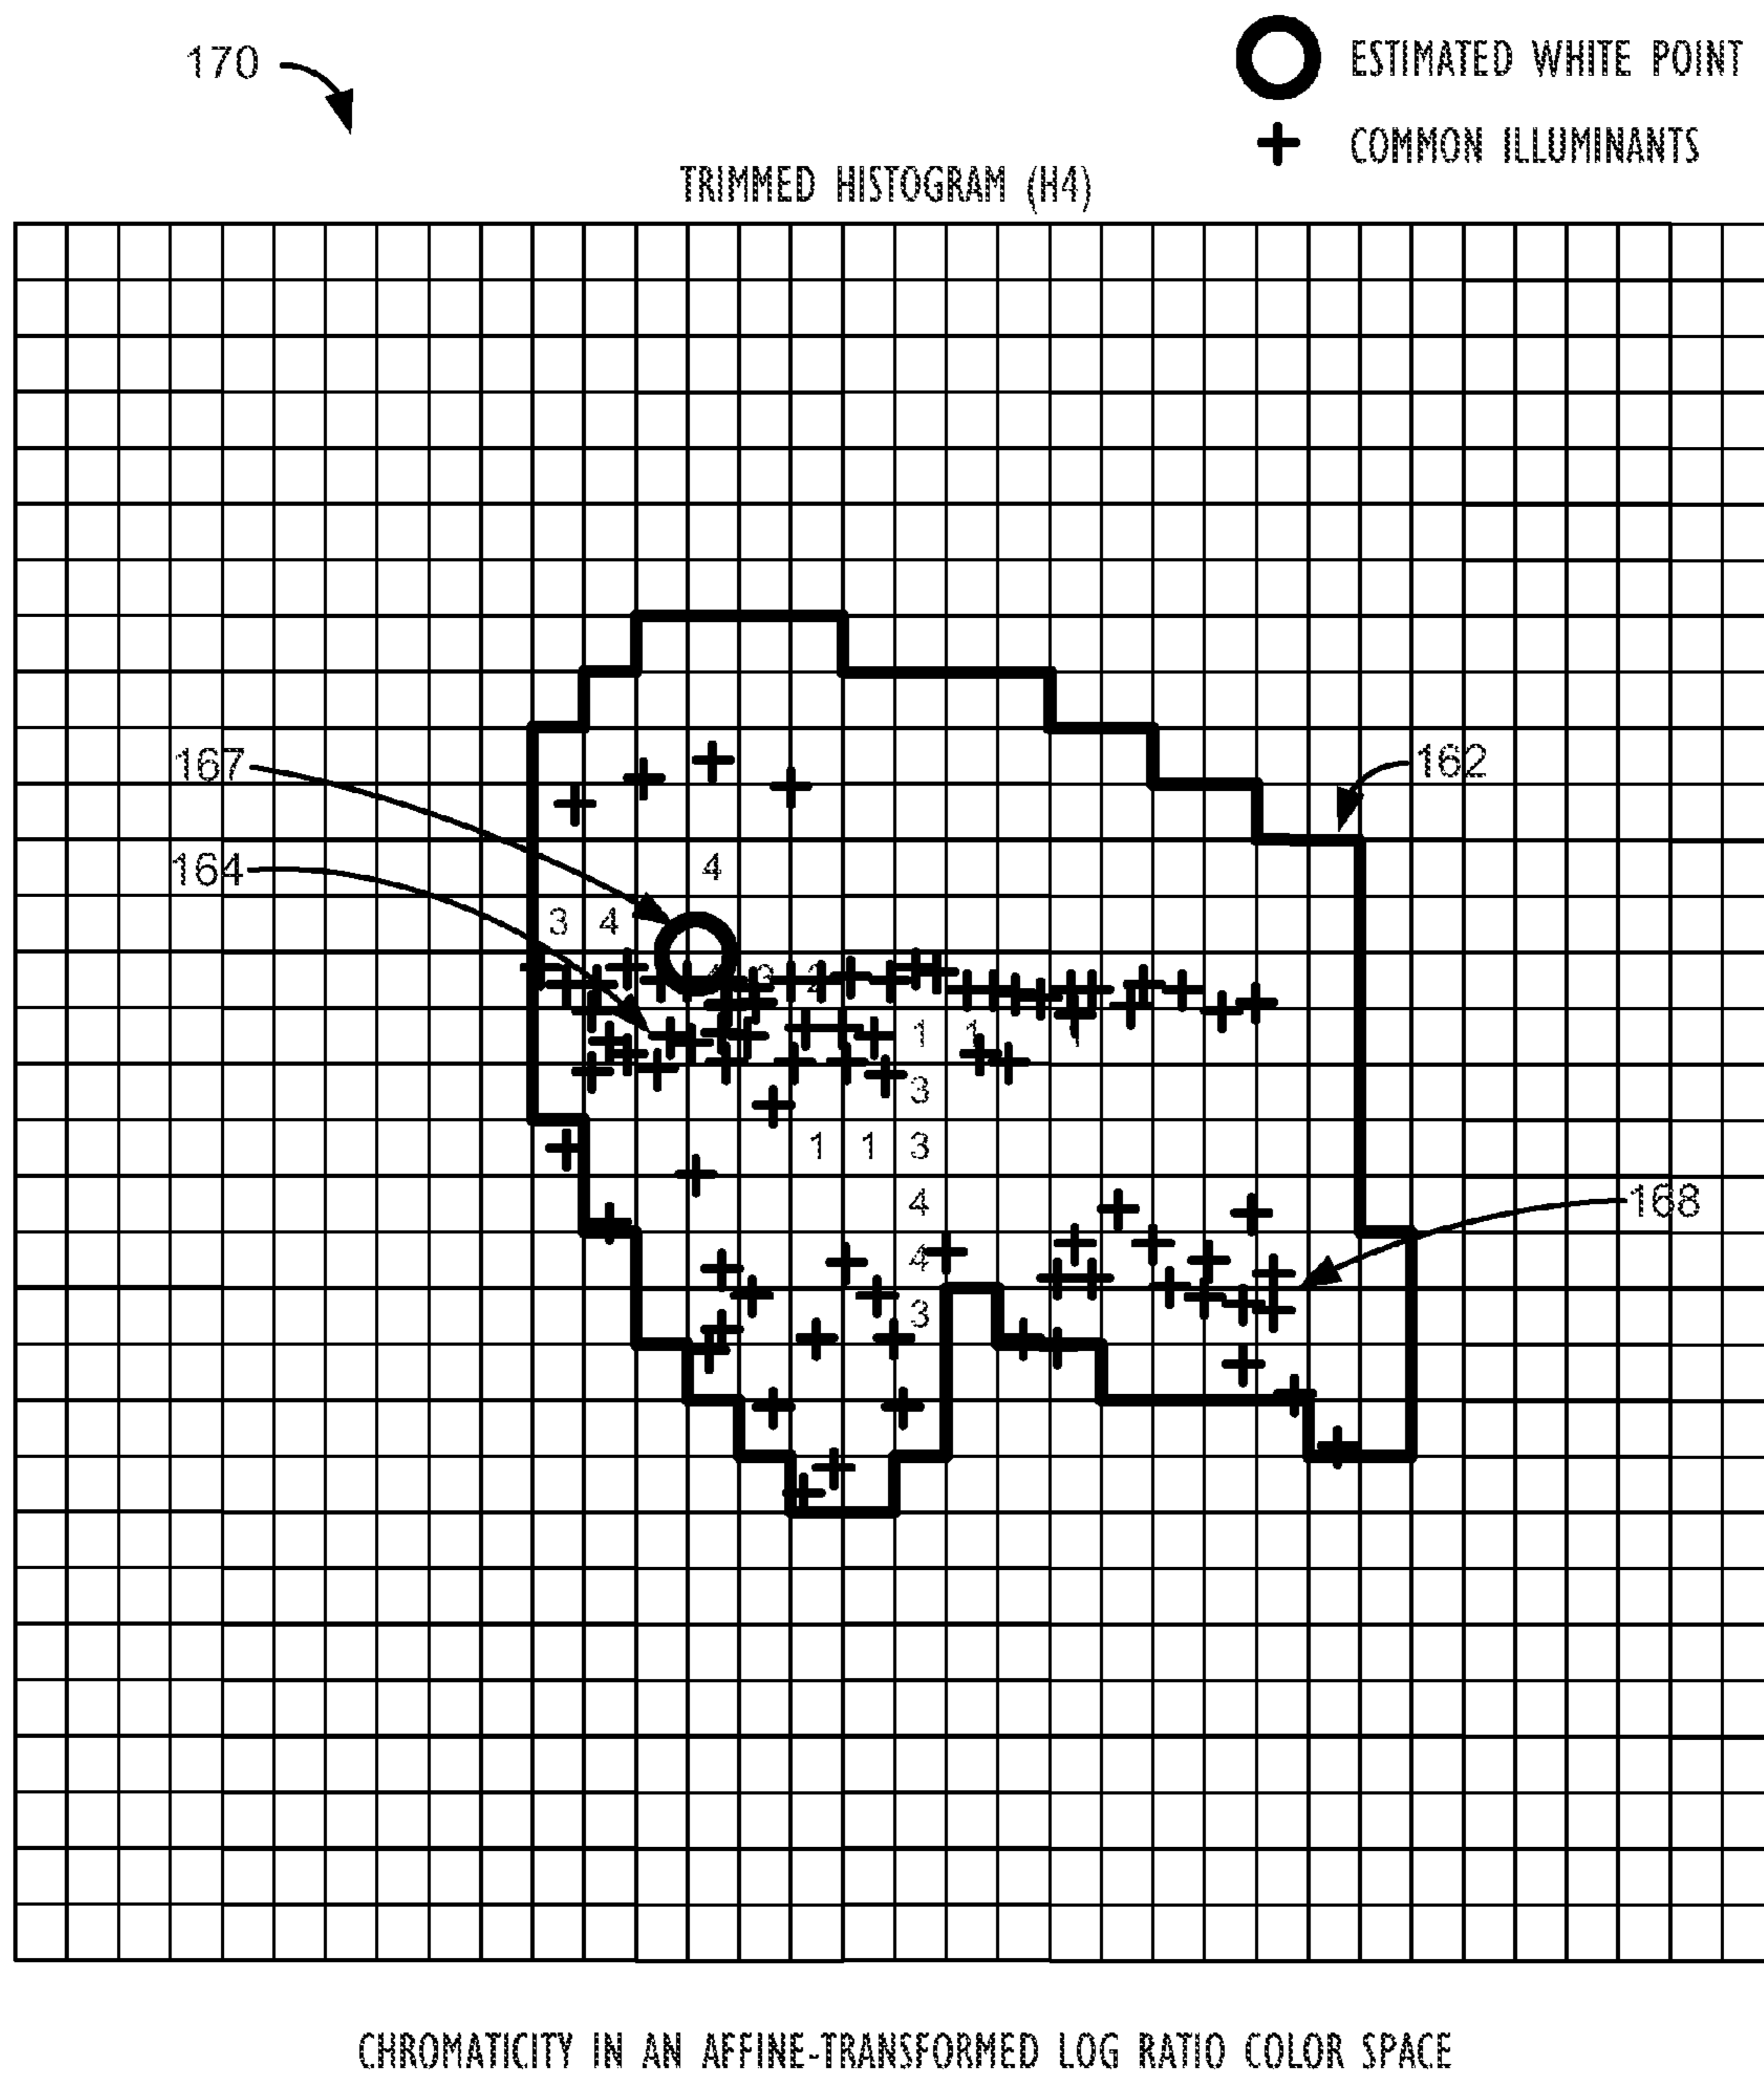 170
ESTIMATED WHITE POINT
COMMON ILLUMINANTS
TRIMMED HISTOGRAM (H4)
167
162
164
4
3 4
2
1 1
3
1 1 3
4
168
4
3
CHROMATICITY IN AN AFFINE-TRANSFORMED LOG RATIO COLOR SPACE